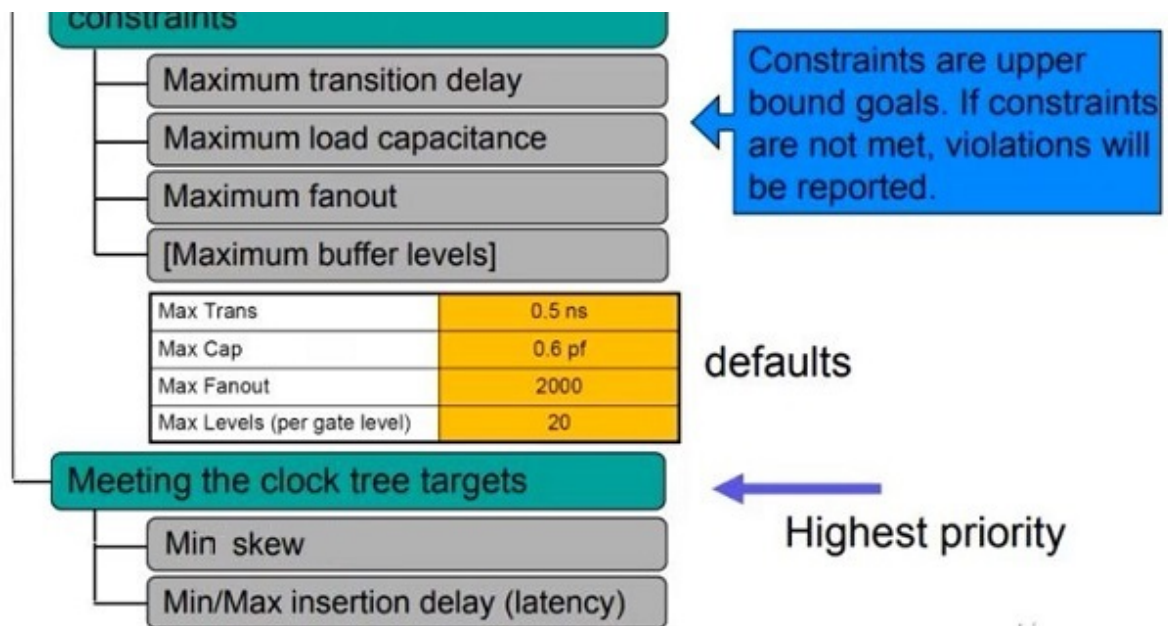 constraints
Maximum transition delay
Maximum load capacitance
Maximum fanout
[Maximum buffer levels]
Constraints are upper
bound goals. If constraints
are not met, violations will
be reported.
Max Trans 0.5 ns
Max Cap 0.6 pf
Max Fanout 2000
Max Levels (per gate level) 20
defaults
Meeting the clock tree targets
Highest priority
Min skew
Min/Max insertion delay (latency)